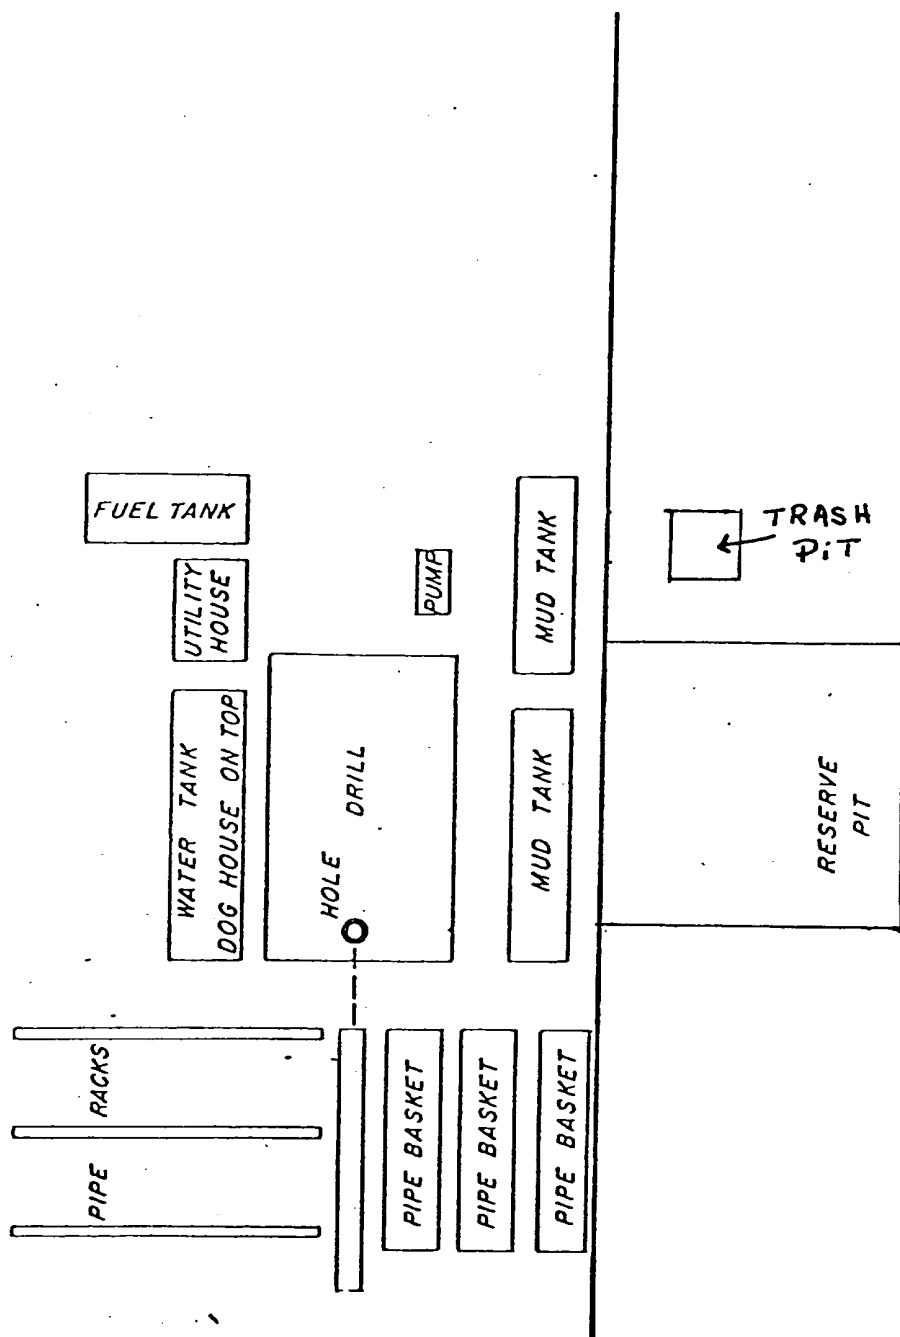 FUEL TANK
UTILITY
HOUSE
PUMP
MUD TANK
TRASH
PiT
WATER TANK
DOG HOUSE ON TOP
DRILL
HOLE
MUD TANK
RESERVE
PIT
PIPE RACKS
PIPE BASKET
PIPE BASKET
PIPE BASKET